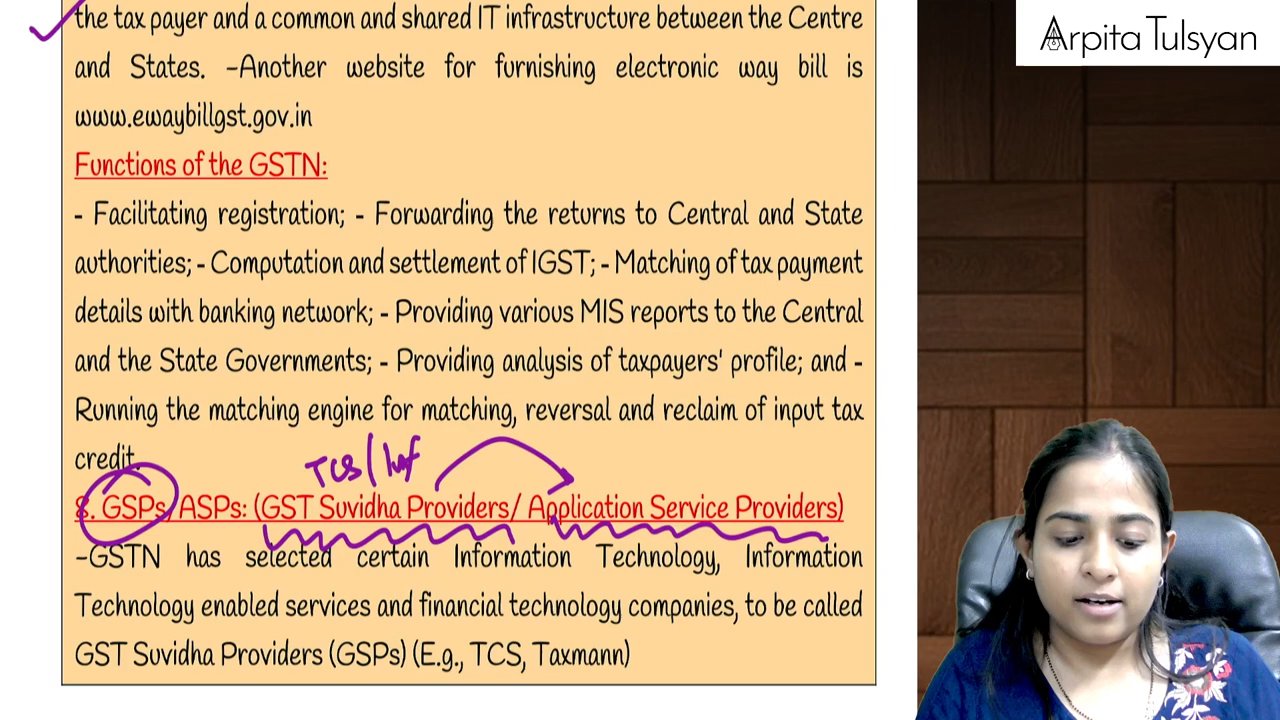 Arpita Tulsyan
the tax payer and a common and shared IT infrastructure between the Centre
and States. -Another website for furnishing electronic way bill is
www.ewaybillgst.gov.in
Functions of the GSTN:
- Facilitating registration; - Forwarding the returns to Central and State
authorities; - Computation and settlement of IGST; - Matching of tax payment
details with banking network; - Providing various MIS reports to the Central
and the State Governments; - Providing analysis of taxpayers' profile; and -
Running the matching engine for matching, reversal and reclaim of input tax
credit.
TCS/Inf
8. GSPs/ASPs: (GST Suvidha Providers/ Application Service Providers)
-GSTN has selected certain Information Technology, Information
Technology enabled services and financial technology companies, to be called
GST Suvidha Providers (GSPs) (E.g., TCS, Taxmann)